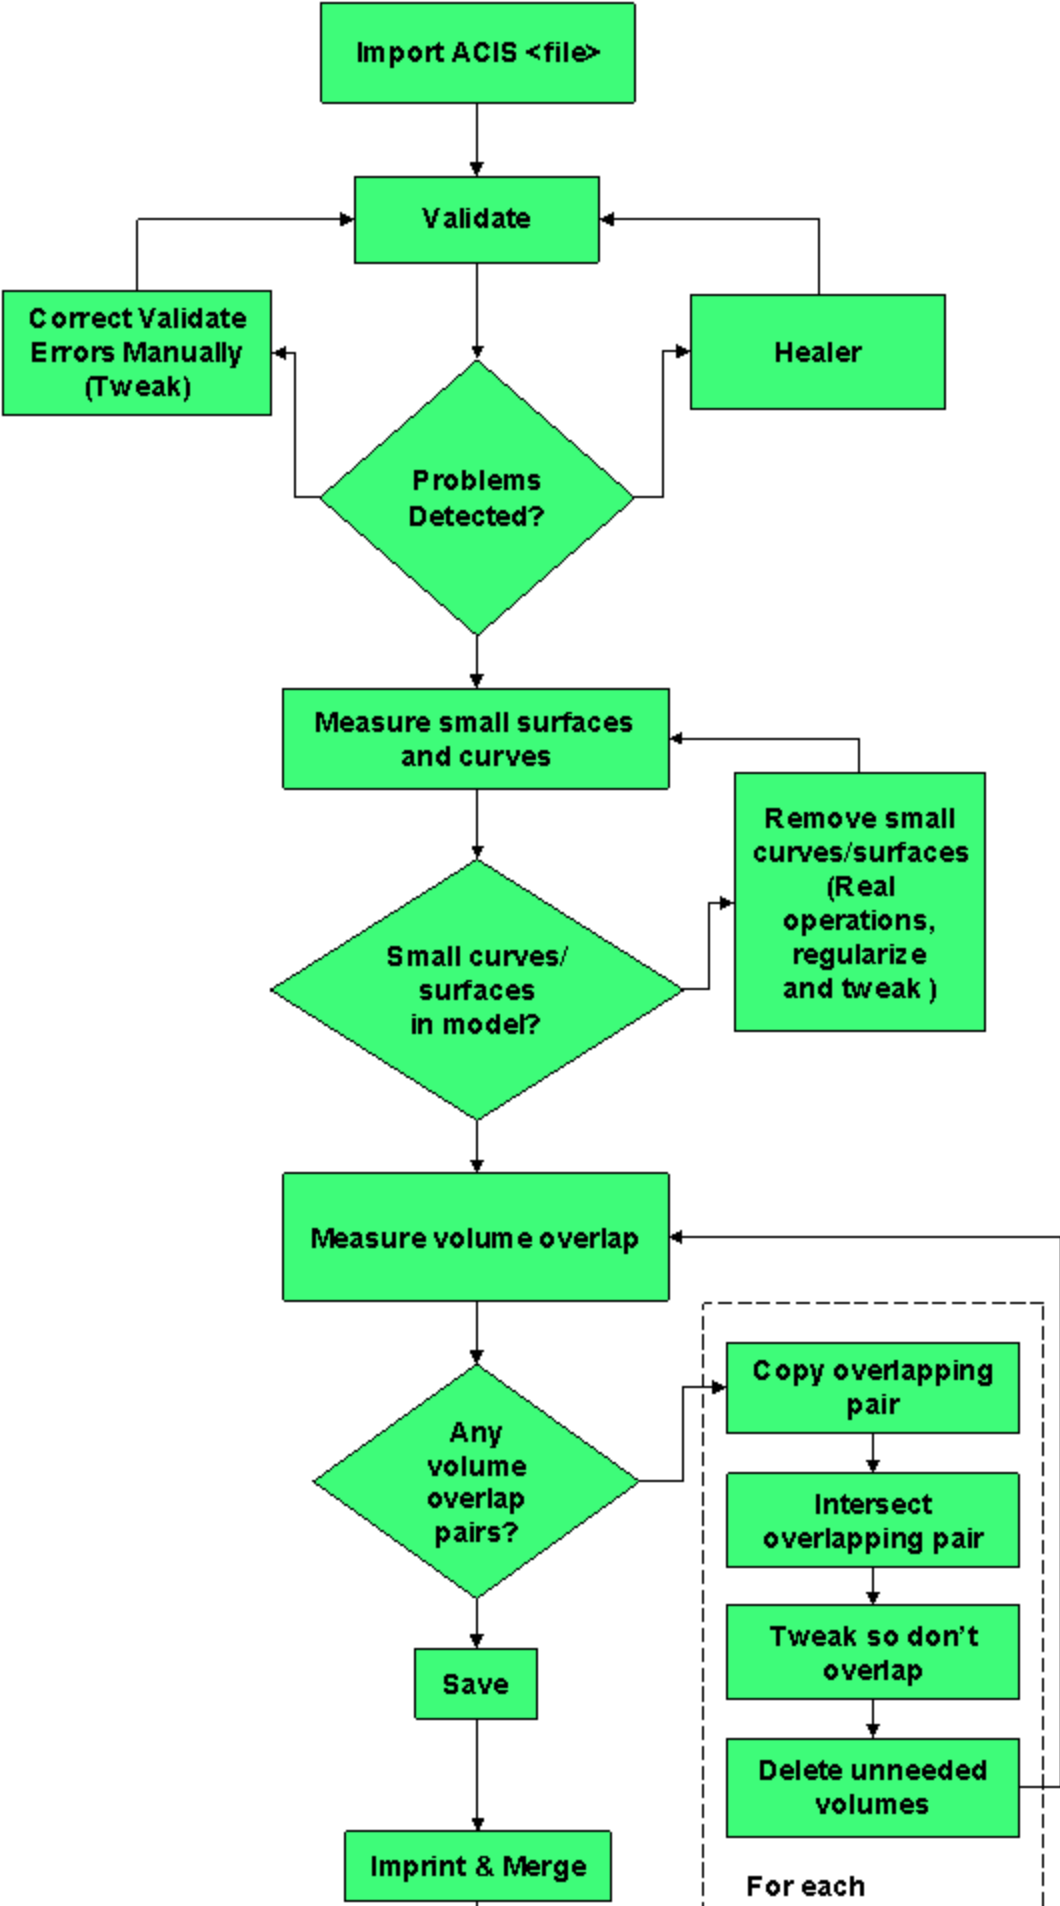 Import ACIS <file>
Validate
Correct Validate
Errors Manually
(Tweak)
Healer
Problems
Detected?
Measure small surfaces
and curves
Remove small
curves/surfaces
(Real
operations,
regularize
and tweak )
Small curves/
surfaces
in model?
Measure volume overlap
Copy overlapping
pair
Any
volume
overlap
pairs?
Intersect
overlapping pair
Tweak so don't
overlap
Save
Delete unneeded
volumes
Imprint & Merge
For each